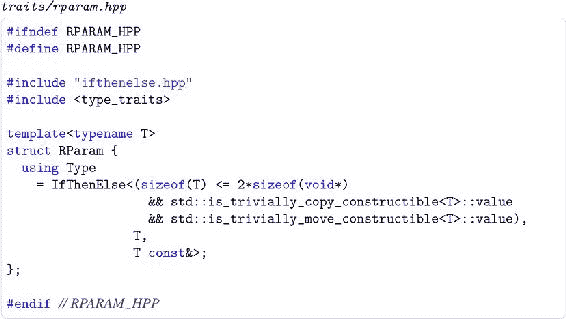 traits/rparam.hpp
#ifndef RPARAM_HPP
#define RPARAM_HPP
#include "ifthenelse.hpp"
#include <type_traits>
template<typename T>
struct RParam {
using Type
= IfThenElse<(sizeof(T) <= 2*sizeof(void*)
&& std::is_trivially_copy_constructible<T>::value
&& std::is_trivially_move_constructible<T>::value),
T,
T const&>;
};
#endif // RPARAM_HPP